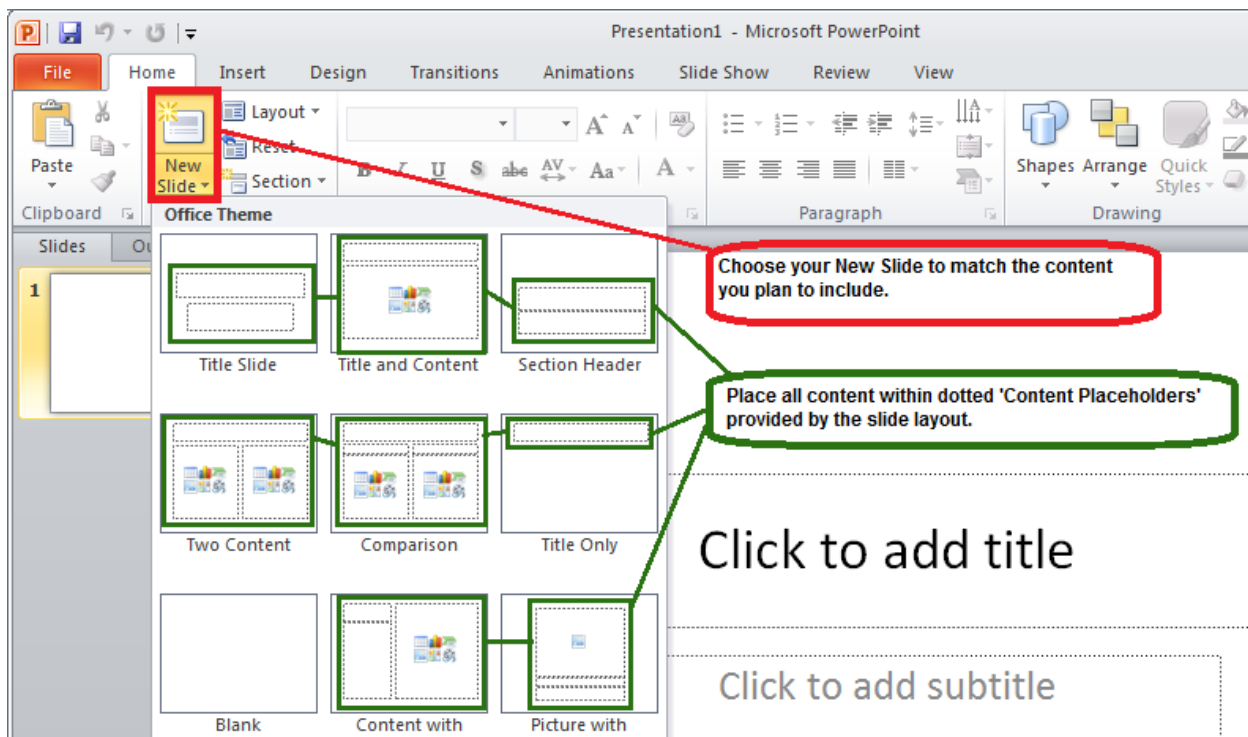 Presentation1 - Microsoft PowerPoint
File Home Insert Design Transitions Animations Slide Show Review View
Paste
New
Slide
Layout
Reset
Section
B I U S abc AV Aa A
Shapes Arrange Quick
Styles
Clipboard Paragraph Drawing
Slides
1
Office Theme
Title Slide Title and Content Section Header
Two Content Comparison Title Only
Blank Content with Picture with
Choose your New Slide to match the content
you plan to include.
Place all content within dotted 'Content Placeholders'
provided by the slide layout.
Click to add title
Click to add subtitle